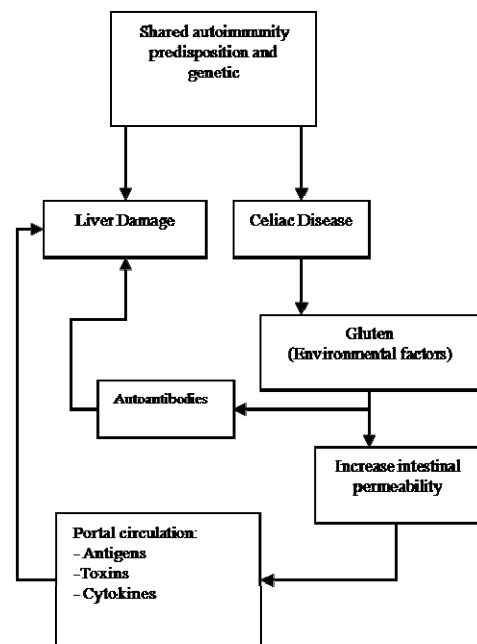 Shared autoimmunity
predisposition and
genetic
Liver Damage
Celiac Disease
Gluten
(Environmental factors)
Autoantibodies
Increase intestinal
permeability
Portal circulation:
- Antigens
- Toxins
- Cytokines